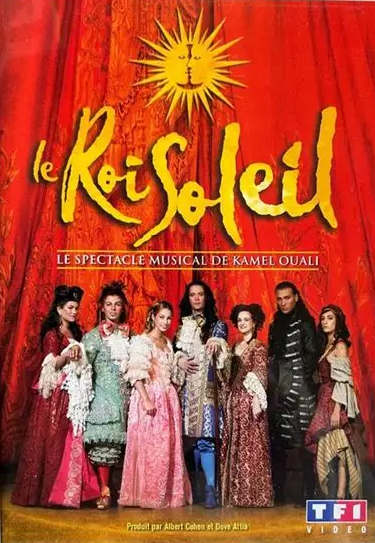 le Roi Soleil
LE SPECTACLE MUSICAL DE KAMEL OUALI
Produit par Albert Cohen et Dove Attia
TF1
VIDEO